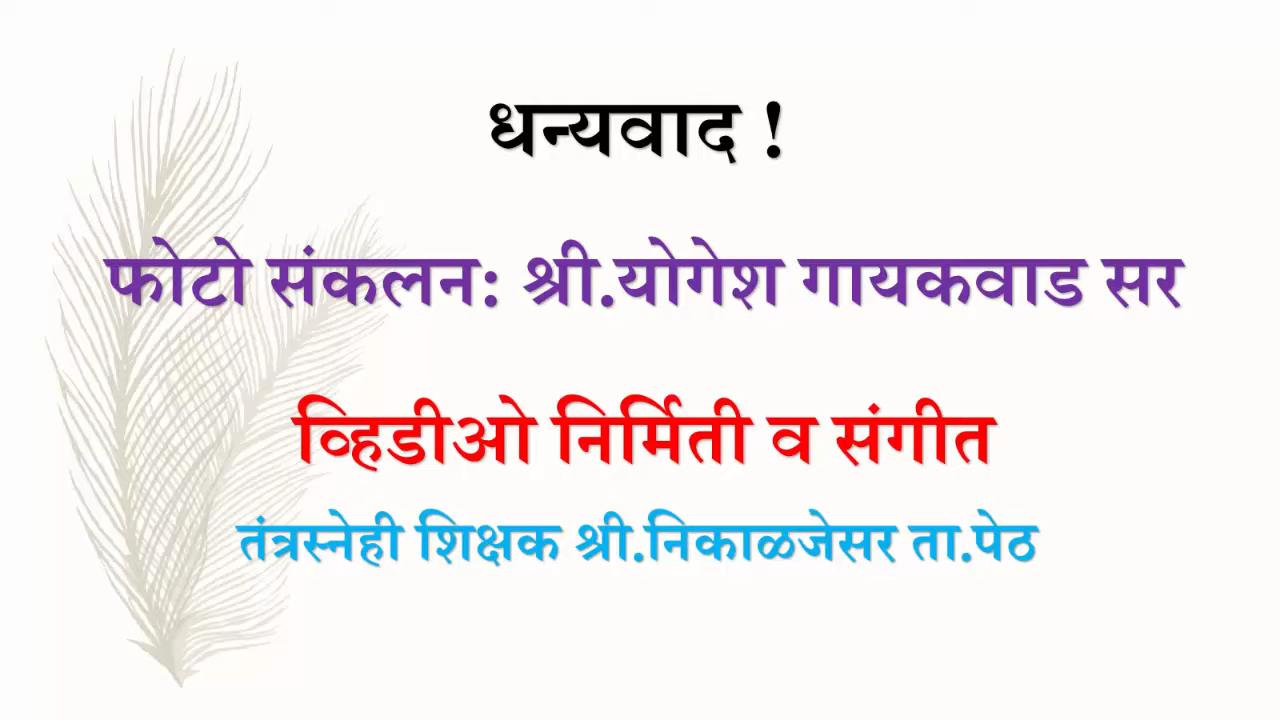 धन्यवाद !
फोटो संकलन: श्री.योगेश गायकवाड सर
व्हिडीओ निर्मिती व संगीत
तंत्रस्नेही शिक्षक श्री.निकाळजेसर ता.पेठ